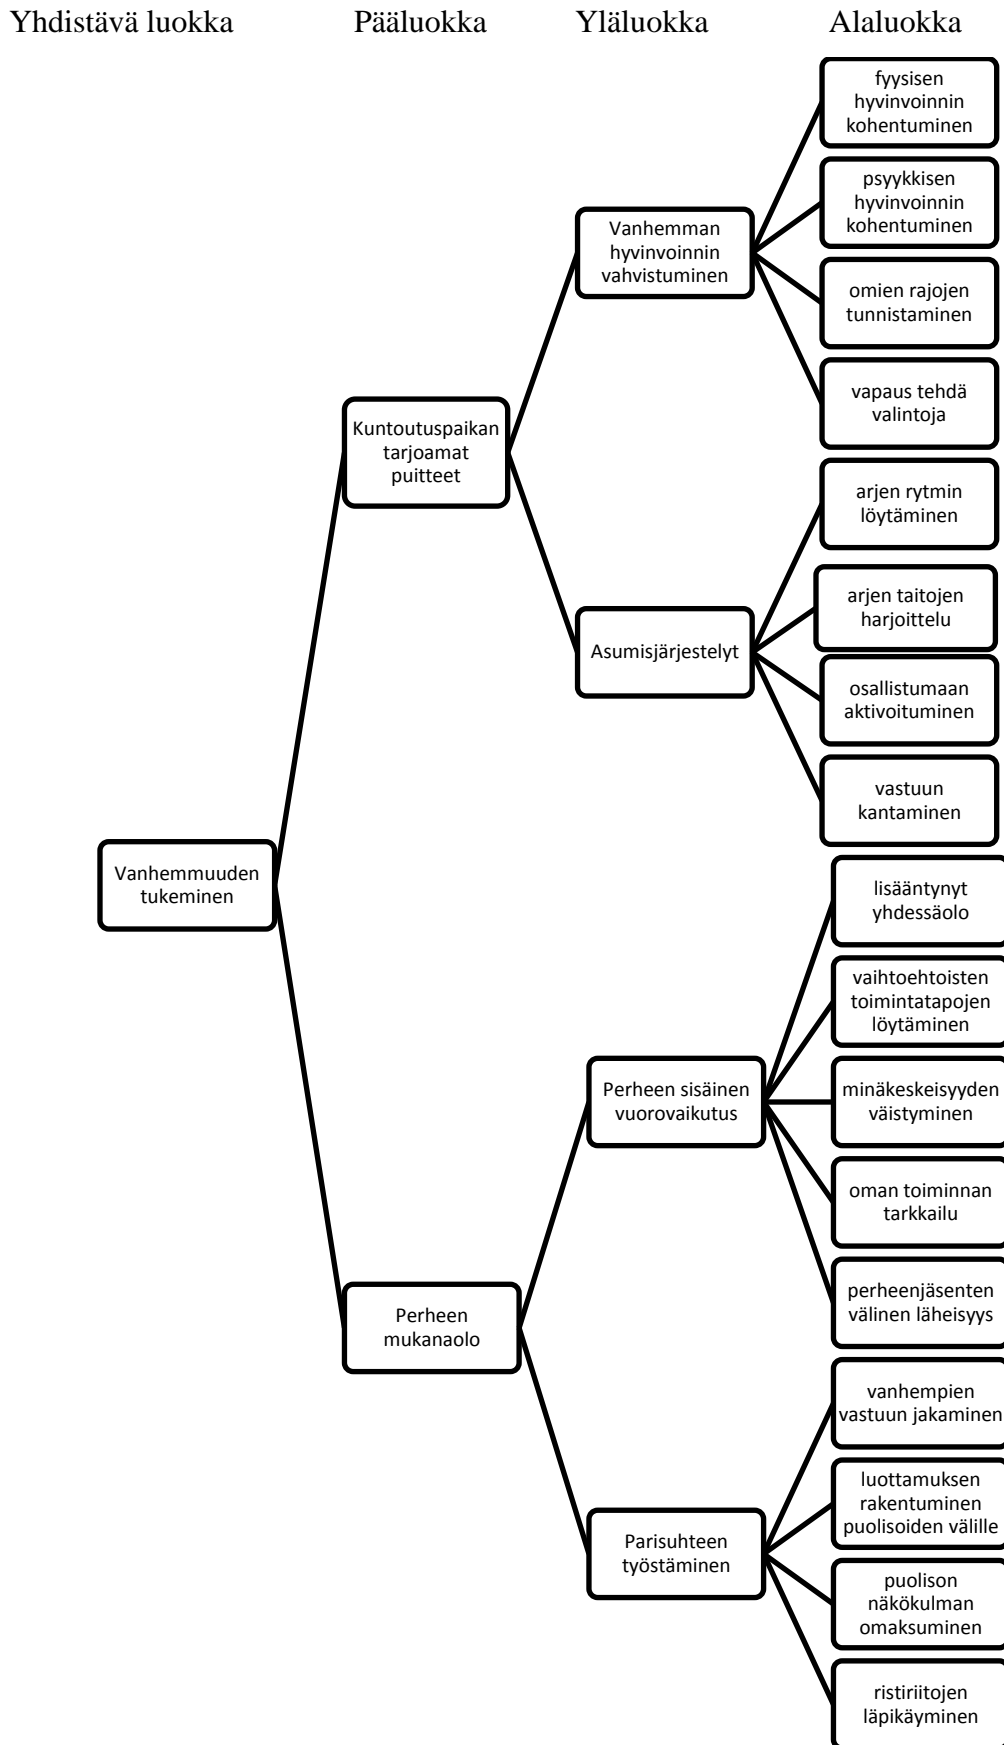 Yhdistävä luokka Pääluokka Yläluokka Alaluokka
fyysisen
hyvinvoinnin
kohentuminen
psyykkisen
hyvinvoinnin
kohentuminen
Vanhemman
hyvinvoinnin
vahvistuminen
omien rajojen
tunnistaminen
vapaus tehdä
valintoja
Kuntoutuspaikan
tarjoamat
puitteet
arjen rytmin
löytäminen
arjen taitojen
harjoittelu
Asumisjärjestelyt
osallistumaan
aktivoituminen
vastuun
kantaminen
Vanhemmuuden
tukeminen
lisääntynyt
yhdessäolo
vaihtoehtoisten
toimintatapojen
löytäminen
Perheen sisäinen
vuorovaikutus
minäkeskeisyyden
väistyminen
oman toiminnan
tarkkailu
perheenjäsenten
välinen läheisyys
Perheen
mukanaolo
vanhempien
vastuun jakaminen
luottamuksen
rakentuminen
puolisoiden välille
Parisuhteen
työstäminen
puolison
näkökulman
omaksuminen
ristiriitojen
läpikäyminen